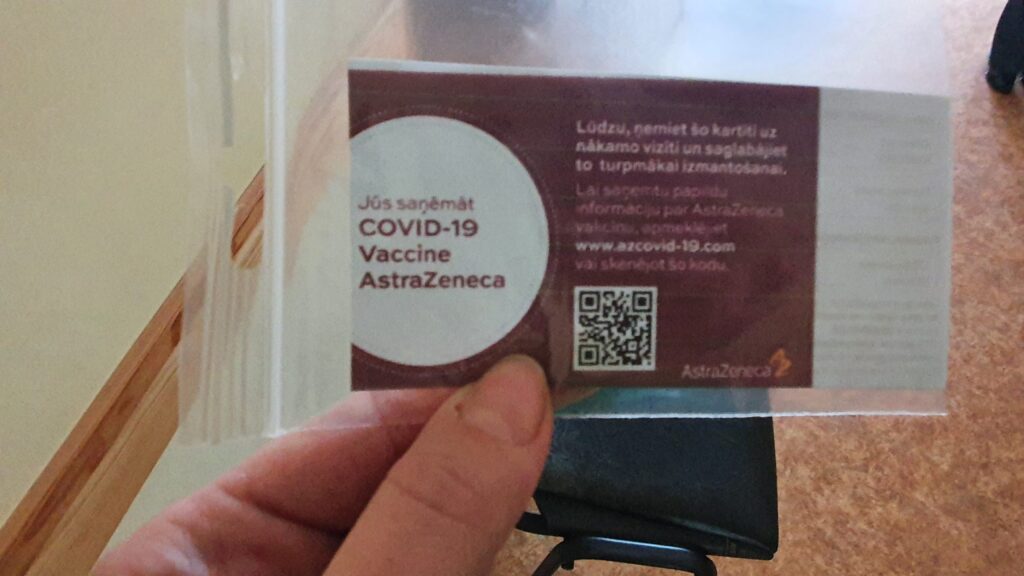 Jūs saņēmāt
COVID-19
Vaccine
AstraZeneca
Lūdzu, ņemiet šo kartīti uz
nākamo vizīti un saglabājiet
to turpmākai izmantošanai.
Lai saņemtu papildu
informāciju par AstraZeneca
vakcīnu, apmeklējiet
www.azcovid-19.com
vai skenējot šo kodu.
AstraZeneca